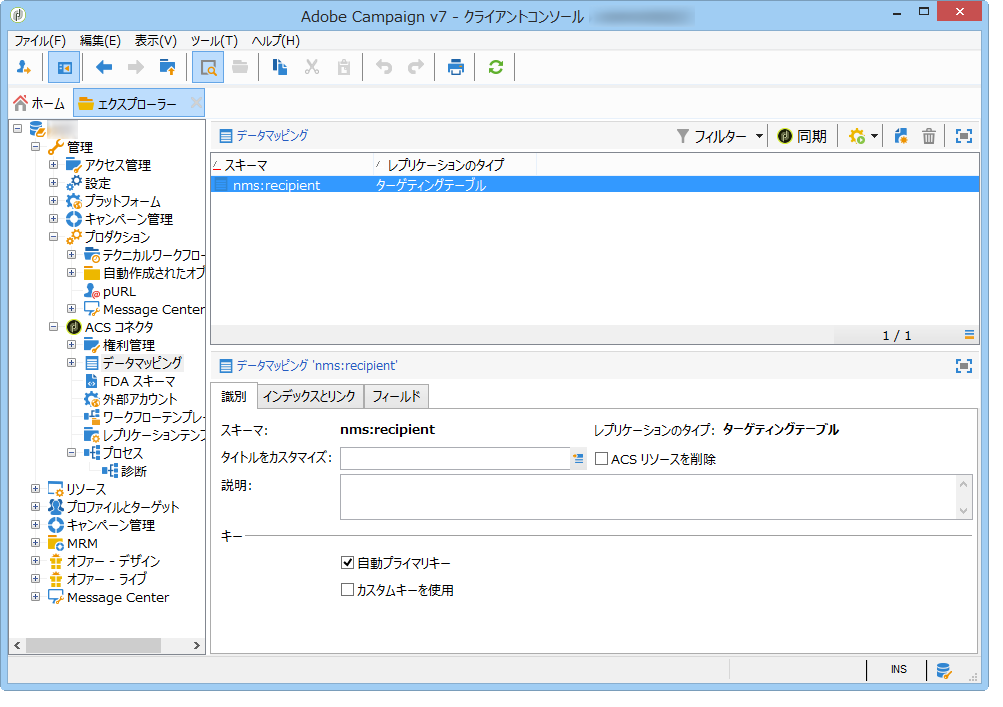 Adobe Campaign v7 - クライアントコンソール
ファイル(F) 編集(E) 表示(V) ツール(T) ヘルプ(H)
ホーム エクスプローラー
管理
アクセス管理
設定
プラットフォーム
キャンペーン管理
プロダクション
テクニカルワークフロー
自動作成されたオブ
pURL
Message Center
ACS コネクタ
権利管理
データマッピング
FDA スキーマ
外部アカウント
ワークフローテンプレー
レプリケーションテンプ
プロセス
診断
リソース
プロファイルとターゲット
キャンペーン管理
MRM
オファー - デザイン
オファー - ライブ
Message Center
データマッピング フィルター 同期
スキーマ レプリケーションのタイプ
nms:recipient ターゲティングテーブル
1 / 1
データマッピング 'nms:recipient'
識別 インデックスとリンク フィールド
スキーマ: nms:recipient レプリケーションのタイプ: ターゲティングテーブル
タイトルをカスタマイズ: ACS リソースを削除
説明:
キー
自動プライマリキー
カスタムキーを使用
INS